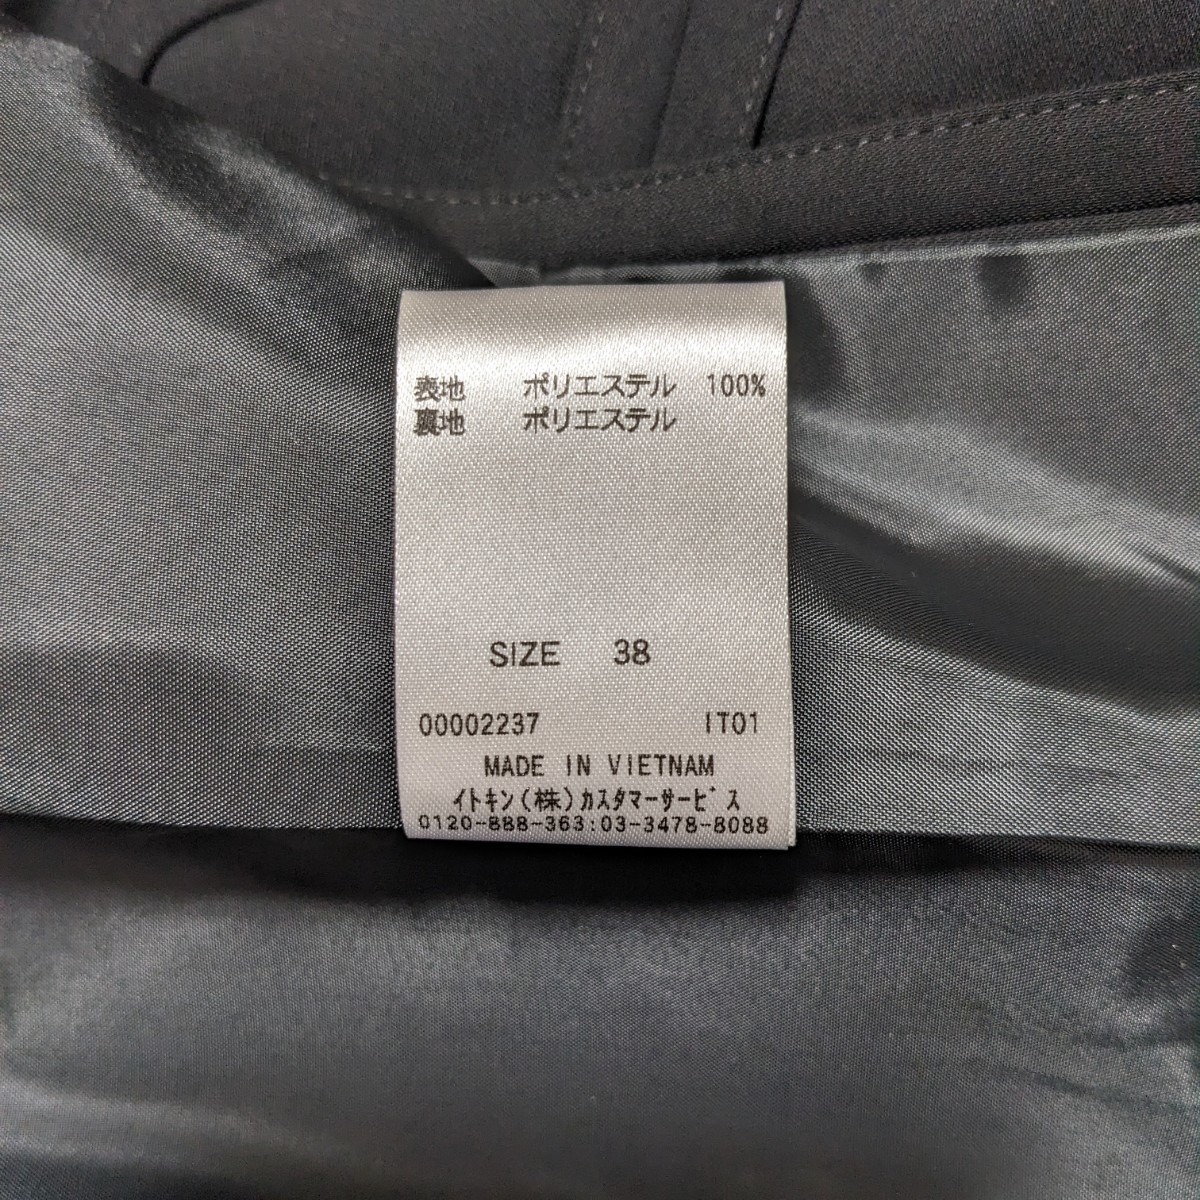 表地 ポリエステル 100%
裏地 ポリエステル
SIZE 38
00002237 IT01
MADE IN VIETNAM
イトキン(株)カスタマーサービス
0120-888-363:03-3478-8088